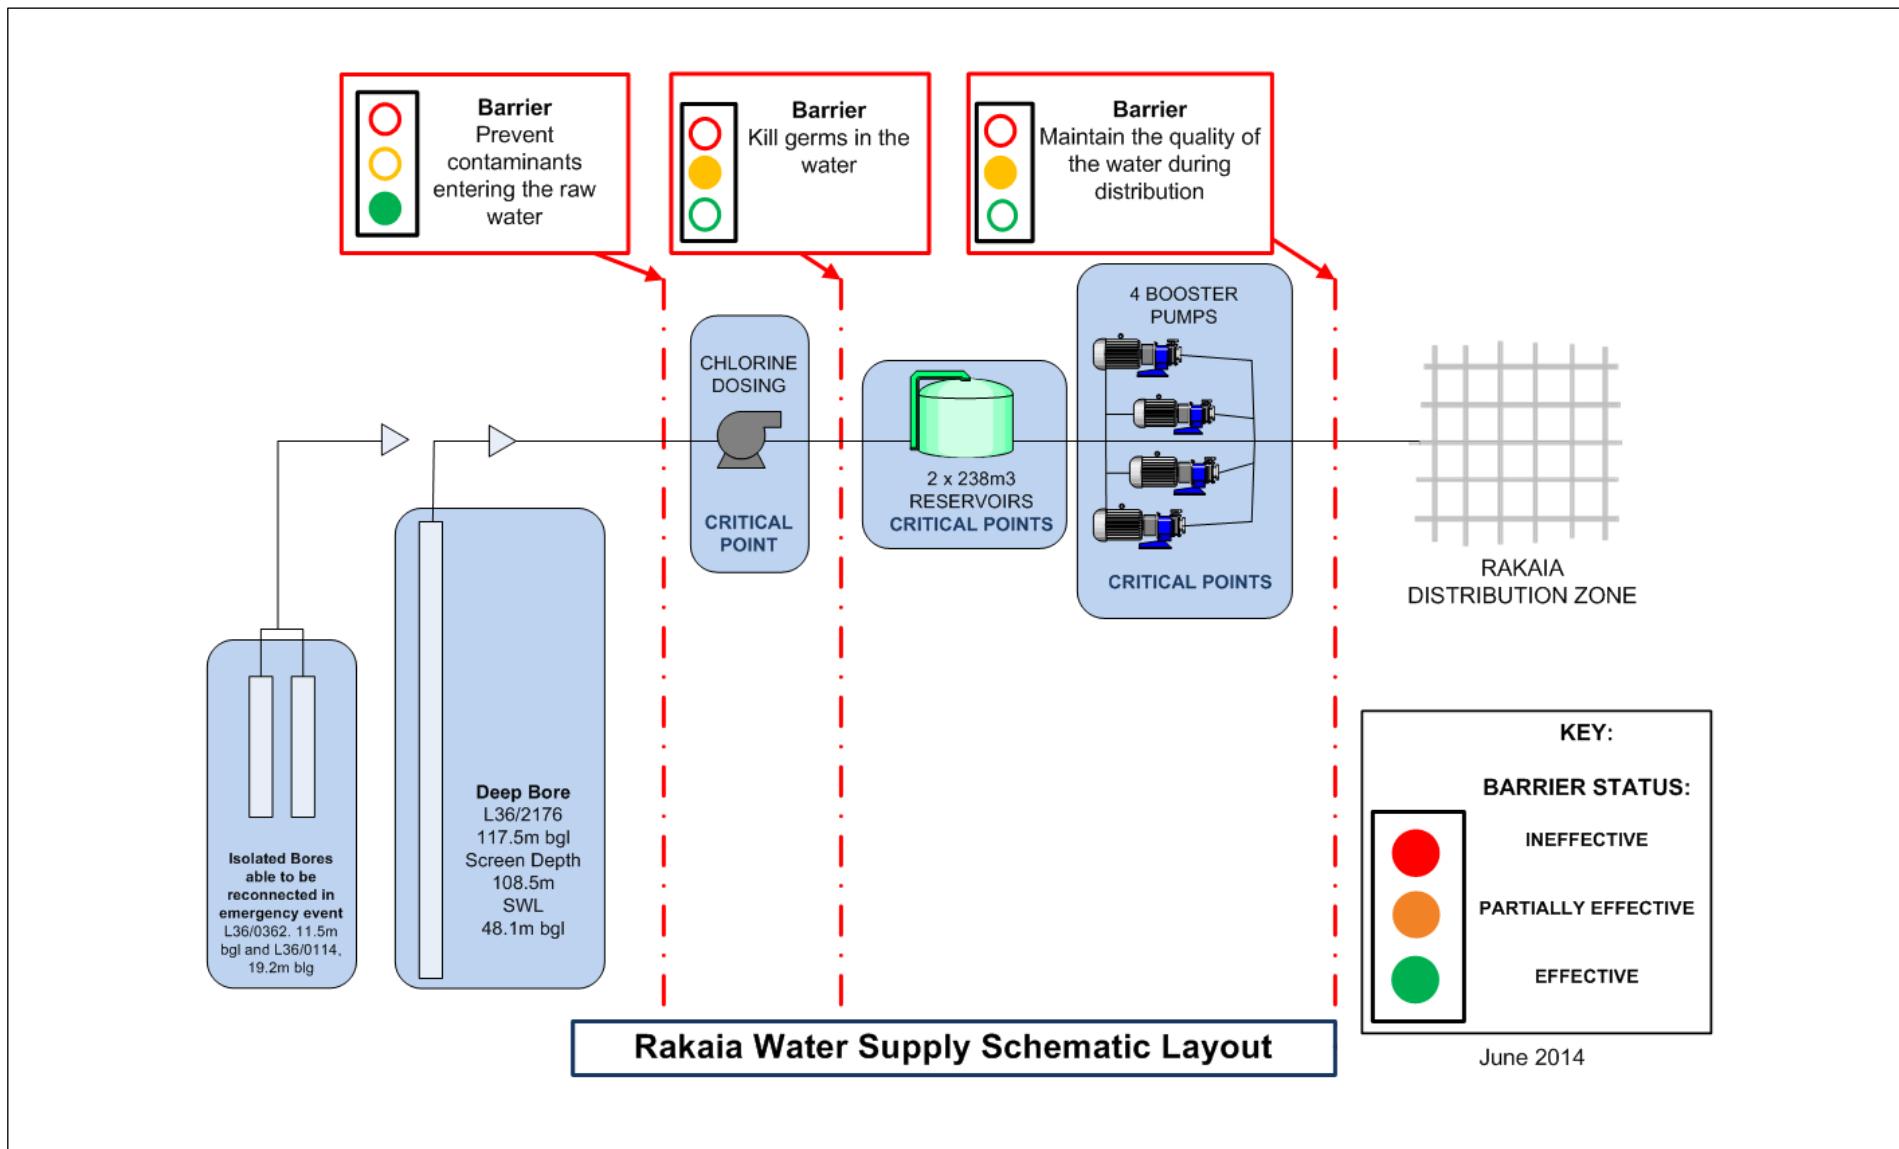 Barrier
Prevent
contaminants
entering the raw
water
Barrier
Kill germs in the
water
Barrier
Maintain the quality of
the water during
distribution
CHLORINE
DOSING
CRITICAL
POINT
2 x 238m3
RESERVOIRS
CRITICAL POINTS
4 BOOSTER
PUMPS
CRITICAL POINTS
RAKAIA
DISTRIBUTION ZONE
Isolated Bores
able to be
reconnected in
emergency event
L36/0362. 11.5m
bgl and L36/0114,
19.2m blg
Deep Bore
L36/2176
117.5m bgl
Screen Depth
108.5m
SWL
48.1m bgl
KEY:
BARRIER STATUS:
INEFFECTIVE
PARTIALLY EFFECTIVE
EFFECTIVE
Rakaia Water Supply Schematic Layout
June 2014